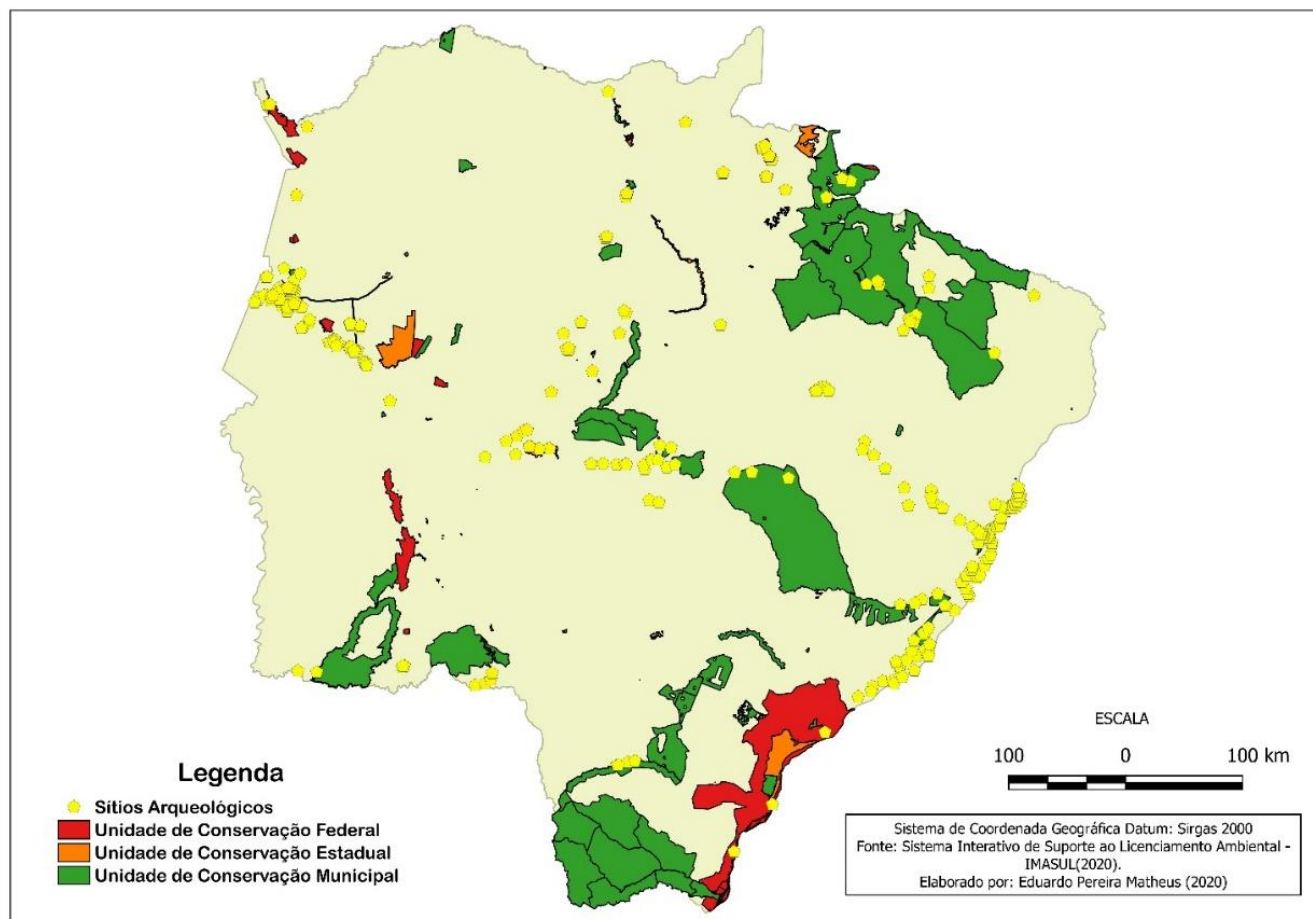 Legenda
Sítios Arqueológicos
Unidade de Conservação Federal
Unidade de Conservação Estadual
Unidade de Conservação Municipal
ESCALA
100 0 100 km
Sistema de Coordenada Geográfica Datum: Sirgas 2000
Fonte: Sistema Interativo de Suporte ao Licenciamento Ambiental -
IMASUL(2020).
Elaborado por: Eduardo Pereira Matheus (2020)